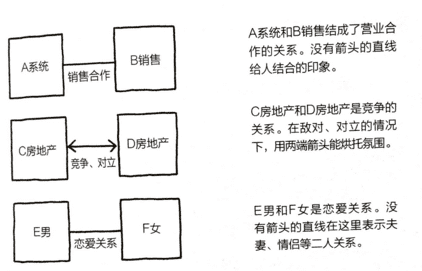 A系统
B销售
销售合作
A系统和B销售结成了营业合
作的关系。没有箭头的直线
给人结合的印象。
C房地产
D房地产
竞争、对立
C房地产和D房地产是竞争的
关系。在敌对、对立的情况
下，用两端箭头能烘托氛围。
E男
F女
恋爱关系
E男和F女是恋爱关系。没
有箭头的直线在这里表示夫
妻、情侣等二人关系。